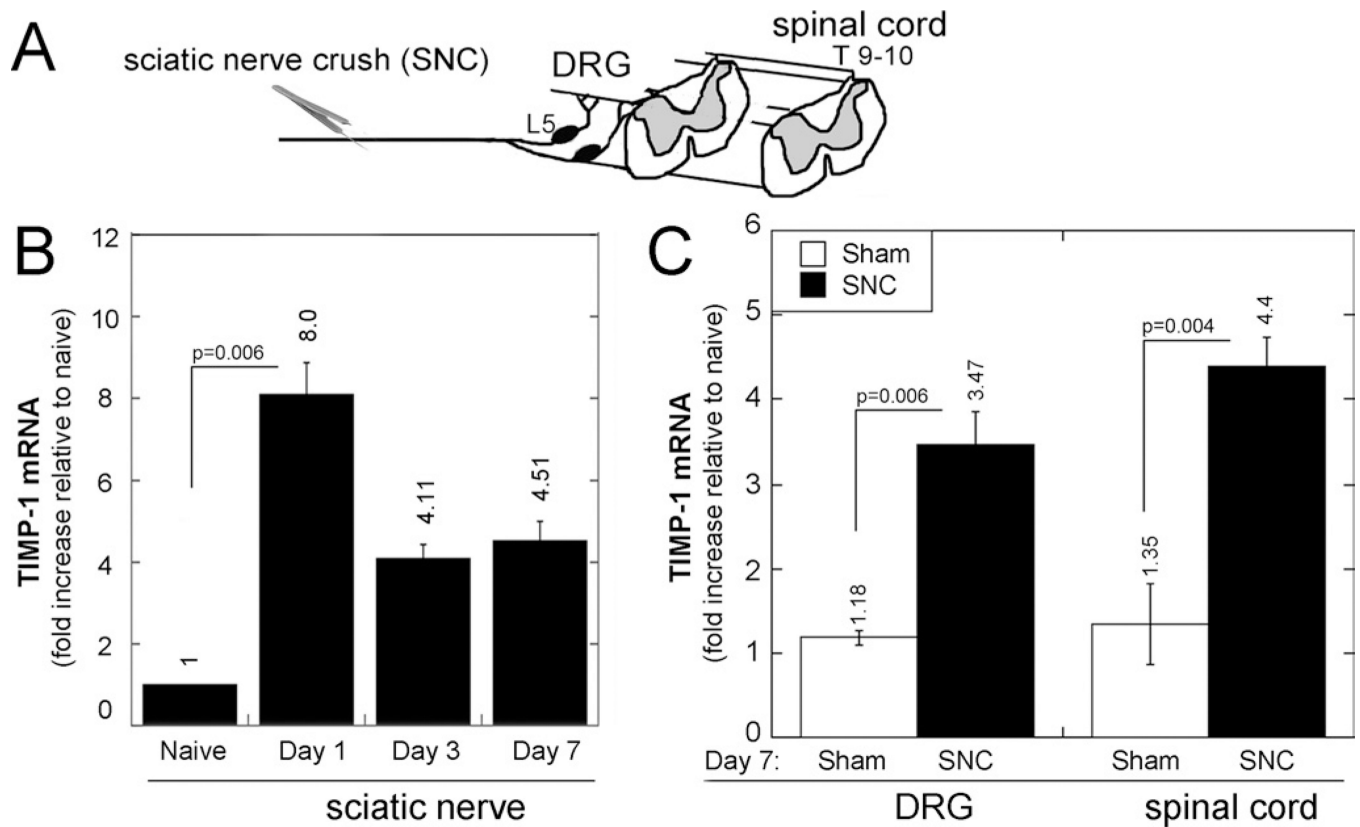 A
sciatic nerve crush (SNC)
DRG
spinal cord
T 9-10
L5
B
TIMP-1 mRNA
(fold increase relative to naive)
12
10
8
6
4
2
0
p=0.006
1
8.0
4.11
4.51
Naive
Day 1
Day 3
Day 7
sciatic nerve
C
TIMP-1 mRNA
(fold increase relative to naive)
6
5
4
3
2
1
0
Sham
SNC
p=0.006
p=0.004
1.18
3.47
1.35
4.4
Day 7:
Sham
SNC
Sham
SNC
DRG
spinal cord